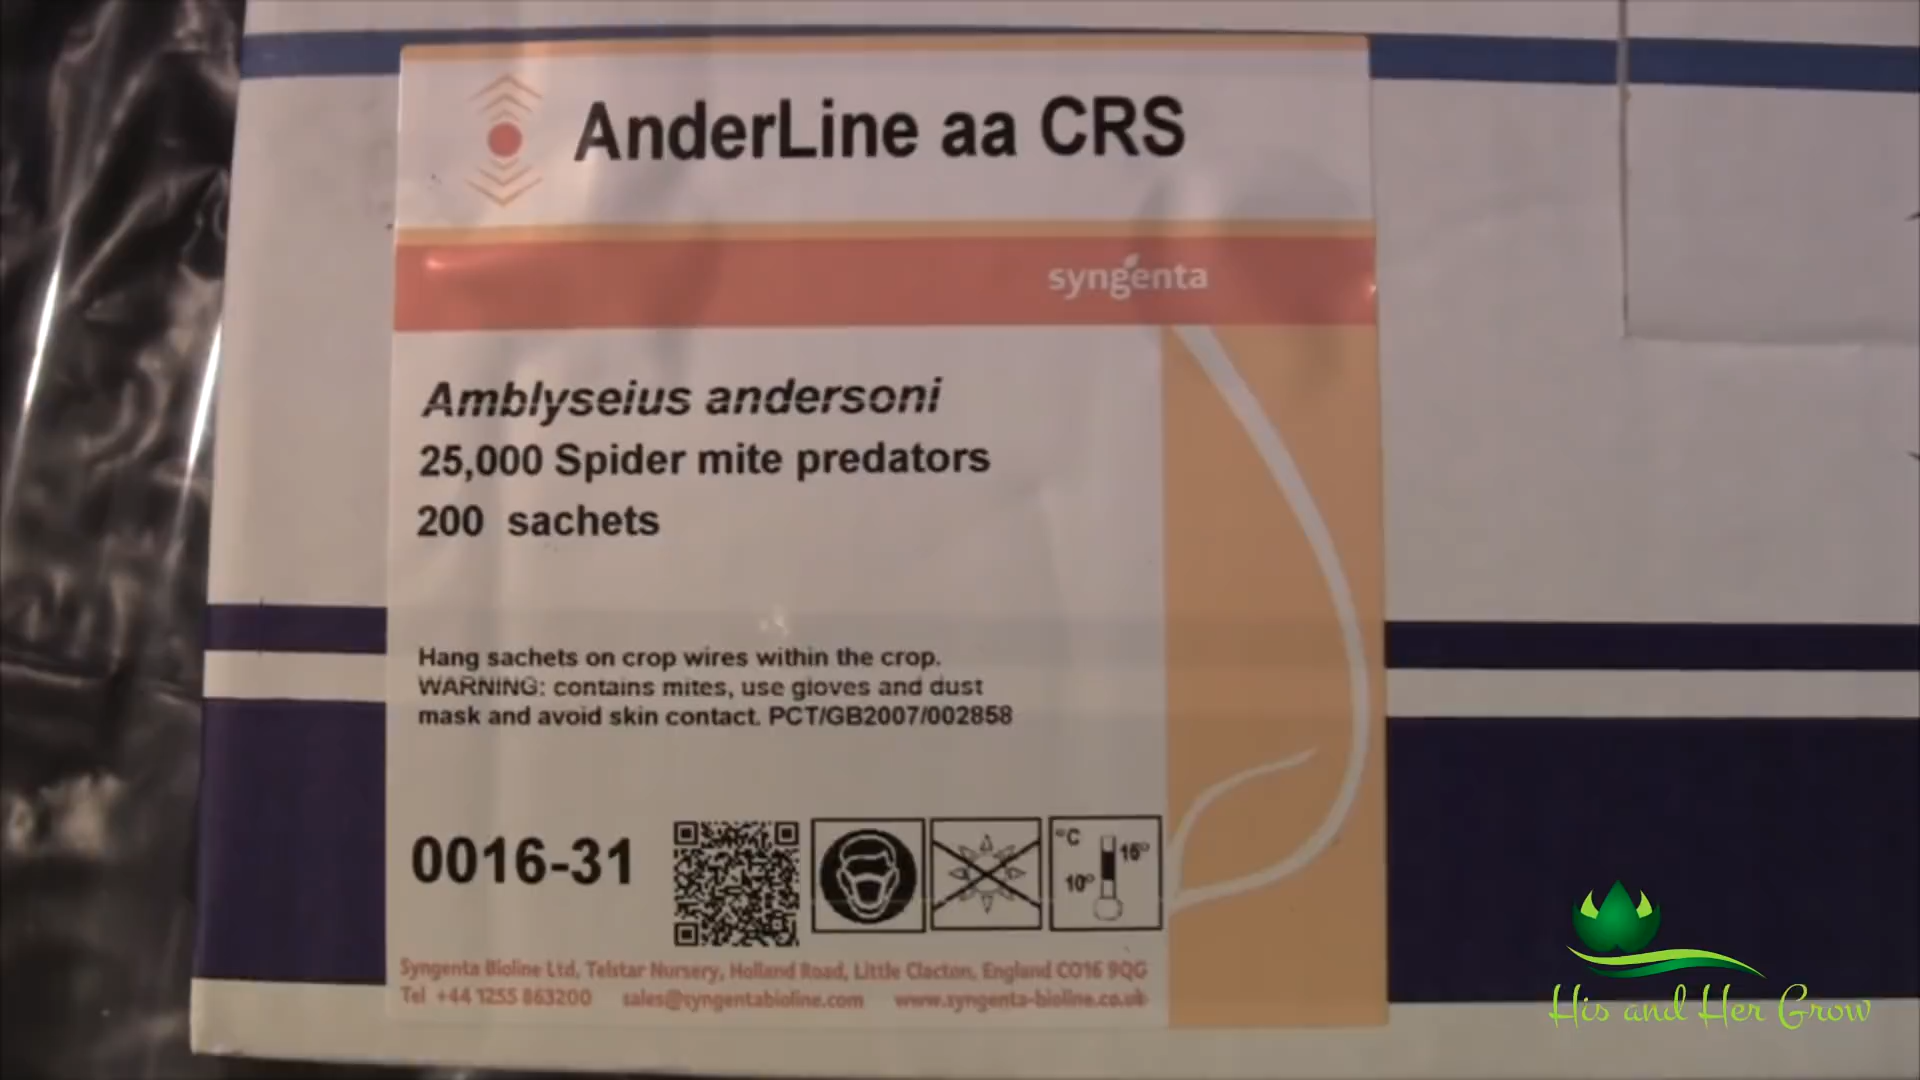 AnderLine aa CRS
syngenta
Amblyseius andersoni
25,000 Spider mite predators
200 sachets
Hang sachets on crop wires within the crop.
WARNING: contains mites, use gloves and dust
mask and avoid skin contact. PCT/GB2007/002858
0016-31
°C
16°
10°
Syngenta Bioline Ltd, Telstar Nursery, Holland Road, Little Clacton, England CO16 9QG
Tel +44 1255 863200 sales@syngentabioline.com www.syngenta-bioline.co.uk
His and Her Grow